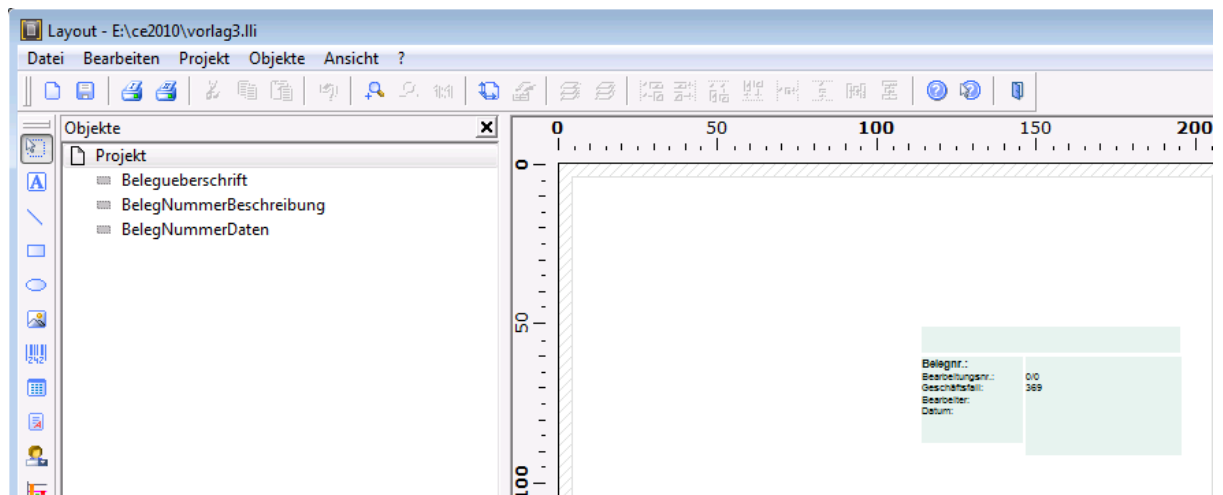 Layout - E:\ce2010\vorlag3.lli
Datei Bearbeiten Projekt Objekte Ansicht ?
Objekte
0 50 100 150 200
Projekt
0
Belegueberschrift
BelegNummerBeschreibung
BelegNummerDaten
50
Belegnr.:
Bearbeitungsnr.: 0/0
Geschäftsfall: 369
Bearbeiter:
Datum:
100